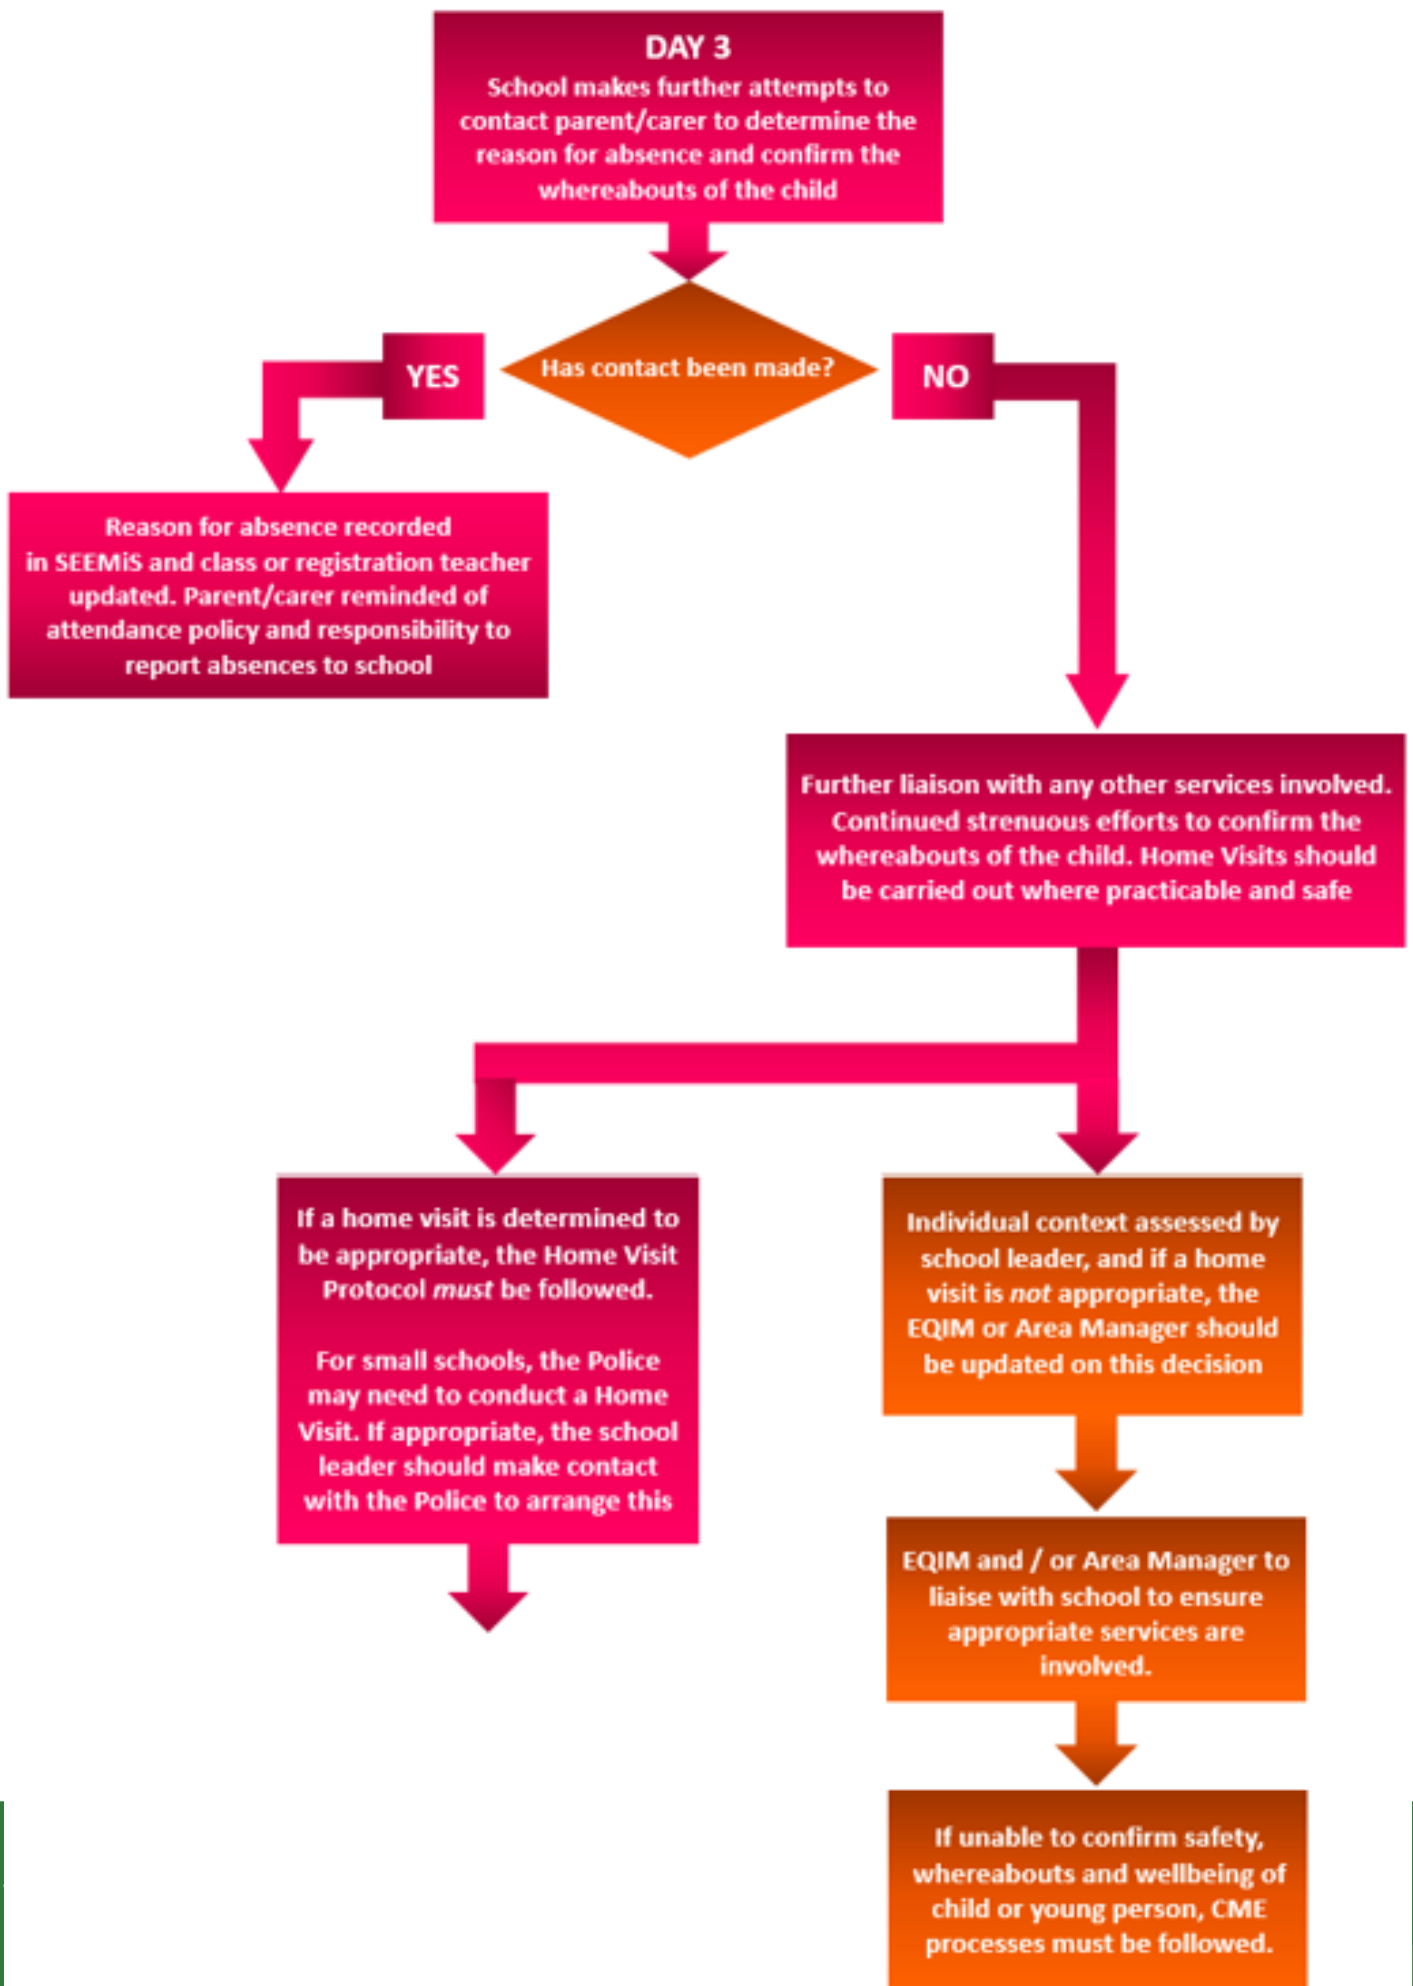 DAY 3
School makes further attempts to
contact parent/carer to determine the
reason for absence and confirm the
whereabouts of the child
Has contact been made?
YES
NO
Reason for absence recorded
in SEEMiS and class or registration teacher
updated. Parent/carer reminded of
attendance policy and responsibility to
report absences to school
Further liaison with any other services involved.
Continued strenuous efforts to confirm the
whereabouts of the child. Home Visits should
be carried out where practicable and safe
If a home visit is determined to
be appropriate, the Home Visit
Protocol must be followed.
For small schools, the Police
may need to conduct a Home
Visit. If appropriate, the school
leader should make contact
with the Police to arrange this
Individual context assessed by
school leader, and if a home
visit is not appropriate, the
EQIM or Area Manager should
be updated on this decision
EQIM and / or Area Manager to
liaise with school to ensure
appropriate services are
involved.
If unable to confirm safety,
whereabouts and wellbeing of
child or young person, CME
processes must be followed.